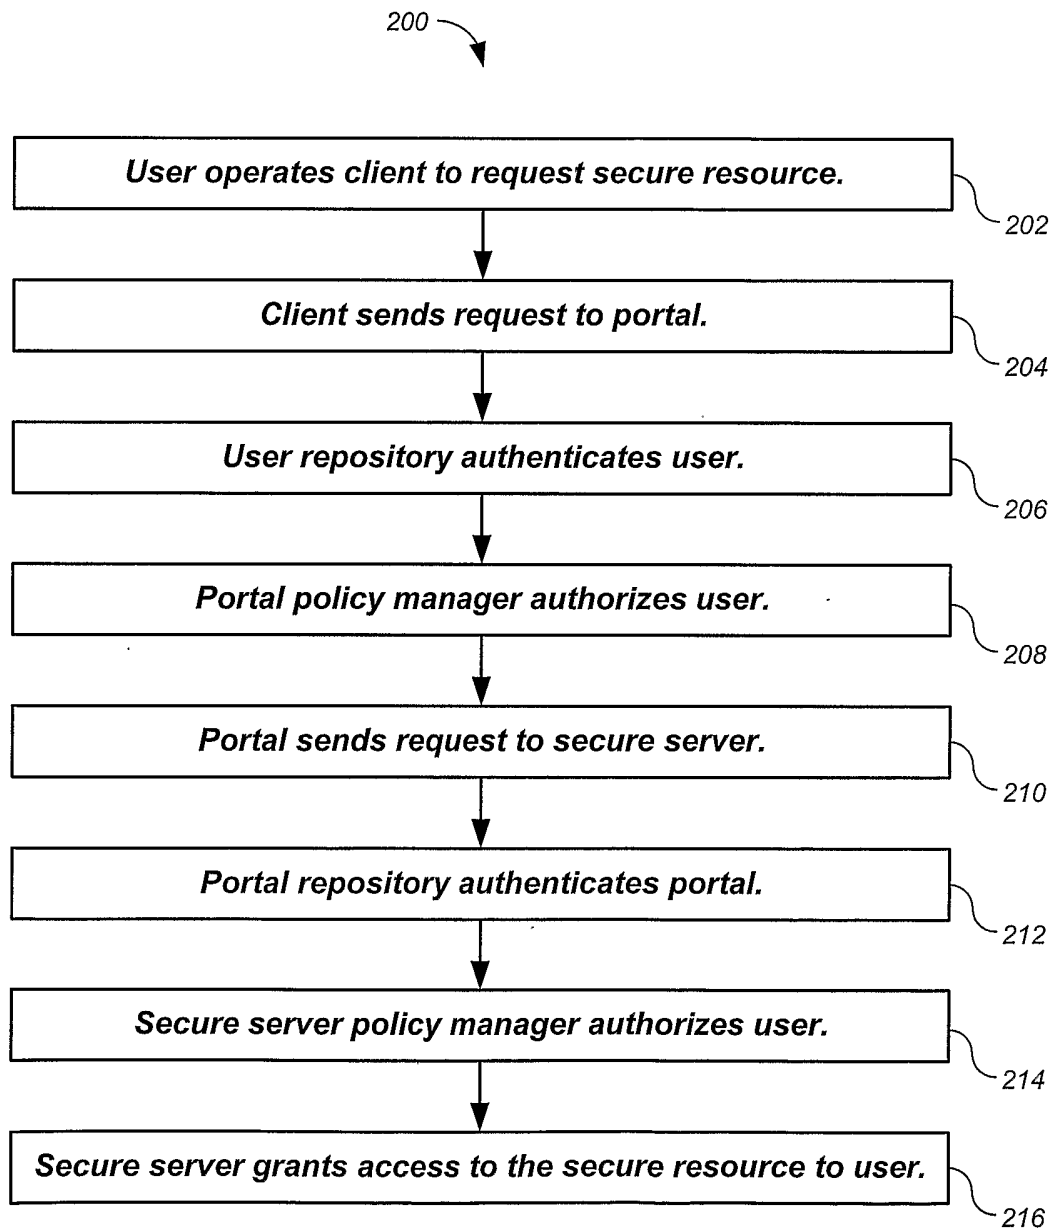 200
User operates client to request secure resource.
202
Client sends request to portal.
204
User repository authenticates user.
206
Portal policy manager authorizes user.
208
Portal sends request to secure server.
210
Portal repository authenticates portal.
212
Secure server policy manager authorizes user.
214
Secure server grants access to the secure resource to user.
216